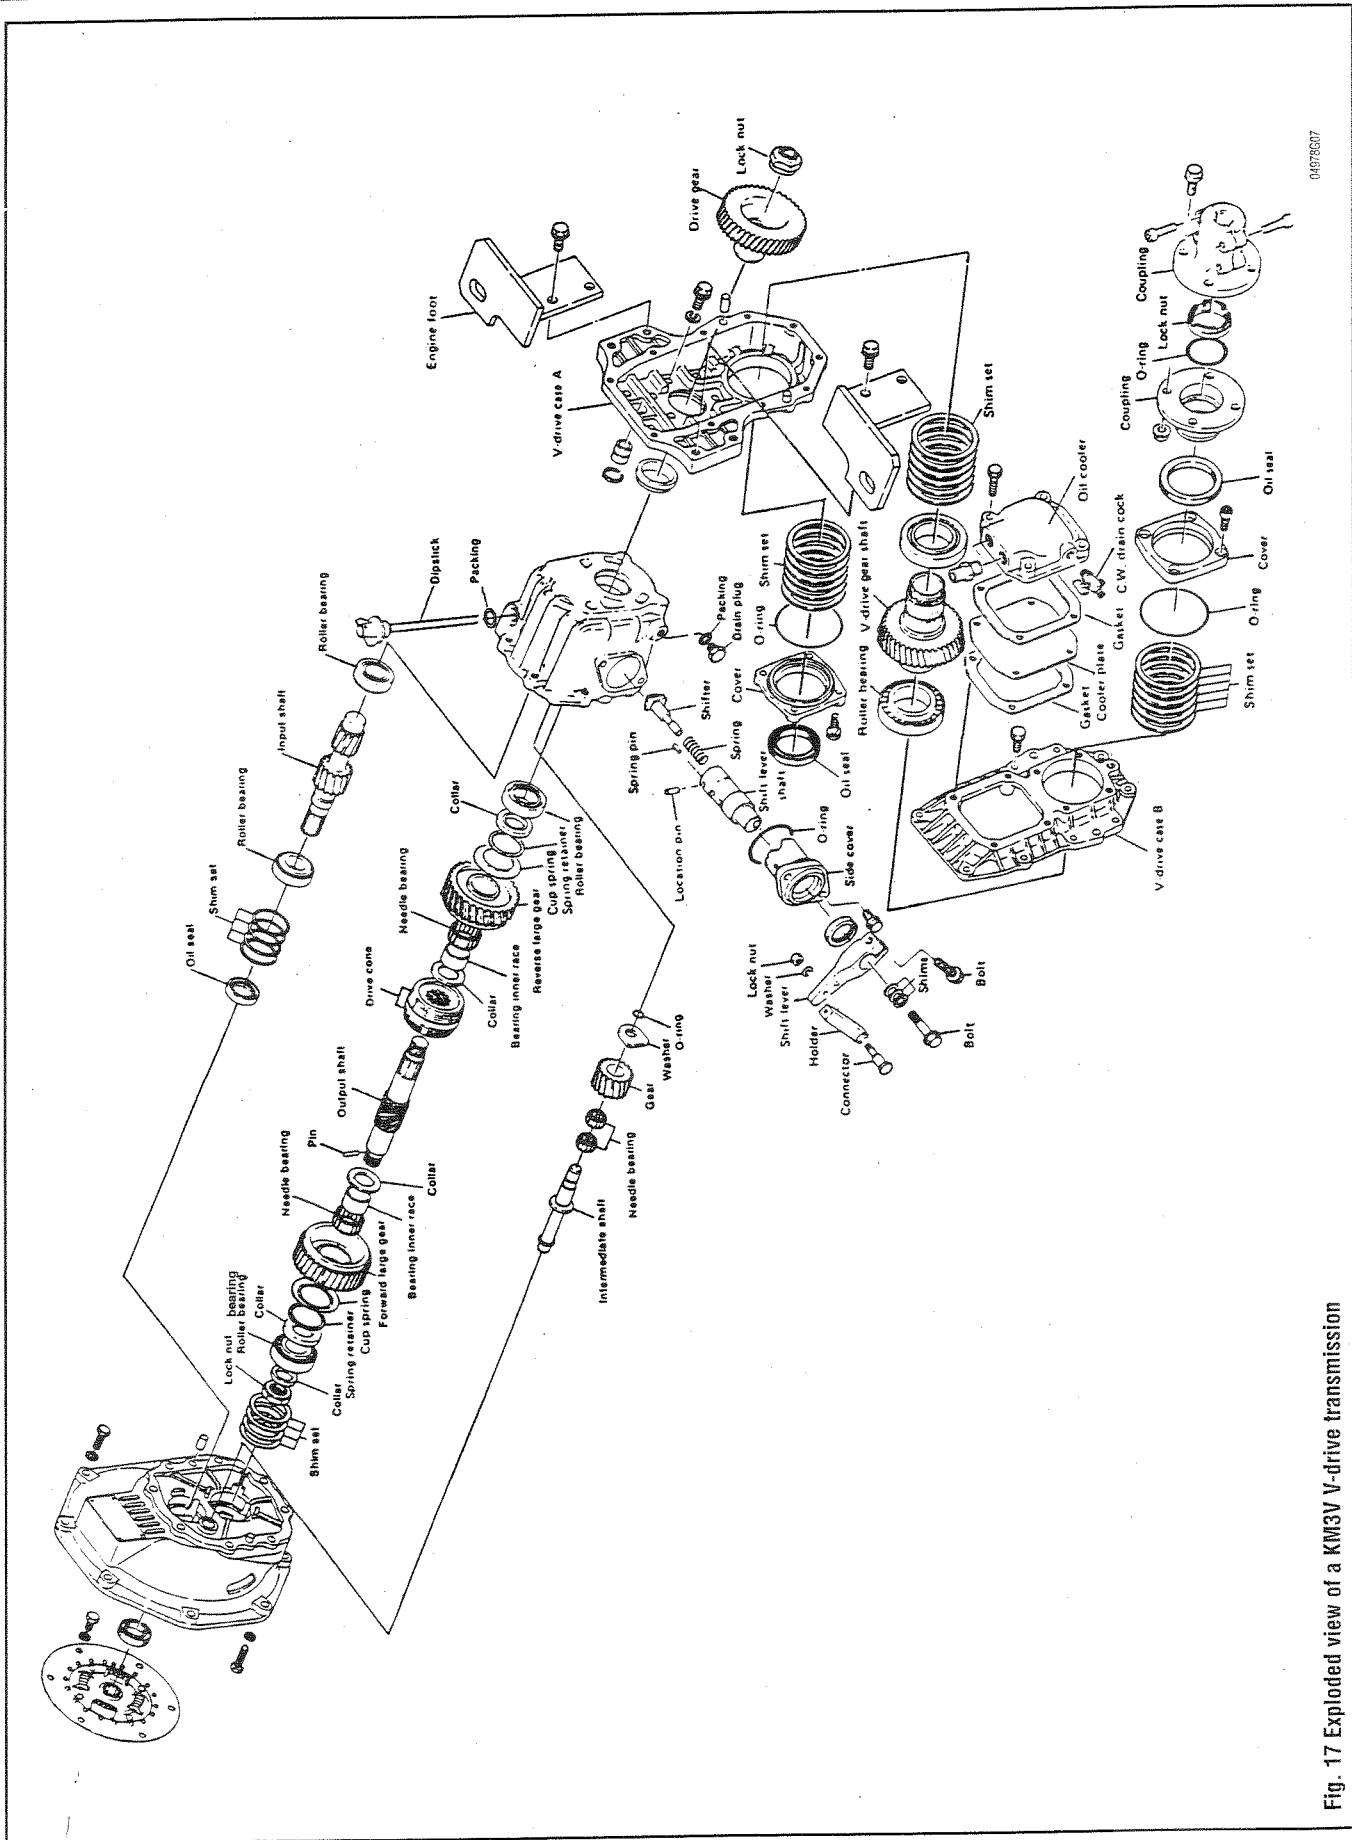 Engine foot
V-drive case A
Drive gear
Lock nut
Roller bearing
Dipstick
Packing
Input shaft
Roller bearing
Shim set
Oil seal
Packing
Drain plug
Shim set
O-ring
Cover
Oil seal
Shim set
V-drive gear shaft
Roller bearing
Oil cooler
C.W. drain cock
Gasket
Cooler plate
Gasket
V-drive case B
Coupling
Lock nut
O-ring
Coupling
Oil seal
Cover
O-ring
Shim set
Shifter
Spring
Spring pin
Shift lever
shaft
Location pin
O-ring
Side cover
Lock nut
Washer
Shift lever
Holder
Connector
Shims
Bolt
Bolt
Collar
Roller bearing
Spring retainer
Cup spring
Reverse large gear
Needle bearing
Bearing inner race
Collar
Drive cone
Output shaft
Pin
Needle bearing
Collar
Bearing inner race
Forward large gear
Cup spring
Spring retainer
Collar
bearing
Roller bearing
Collar
Lock nut
Shim set
O-ring
Washer
Gear
Needle bearing
Intermediate shaft
04978G07
Fig. 17 Exploded view of a KM3V V-drive transmission